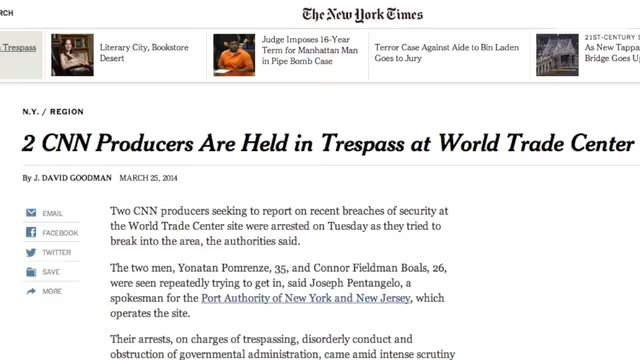 RCH
The New York Times
Trespass
Literary City, Bookstore
Desert
Judge Imposes 16-Year
Term for Manhattan Man
in Pipe Bomb Case
Terror Case Against Aide to Bin Laden
Goes to Jury
21ST-CENTURY S
As New Tappa
Bridge Goes Up
N.Y. / REGION
2 CNN Producers Are Held in Trespass at World Trade Center
By J. DAVID GOODMAN MARCH 25, 2014
EMAIL
FACEBOOK
TWITTER
SAVE
MORE
Two CNN producers seeking to report on recent breaches of security at
the World Trade Center site were arrested on Tuesday as they tried to
break into the area, the authorities said.
The two men, Yonatan Pomrenze, 35, and Connor Fieldman Boals, 26,
were seen repeatedly trying to get in, said Joseph Pentangelo, a
spokesman for the Port Authority of New York and New Jersey, which
operates the site.
Their arrests, on charges of trespassing, disorderly conduct and
obstruction of governmental administration, came amid intense scrutiny